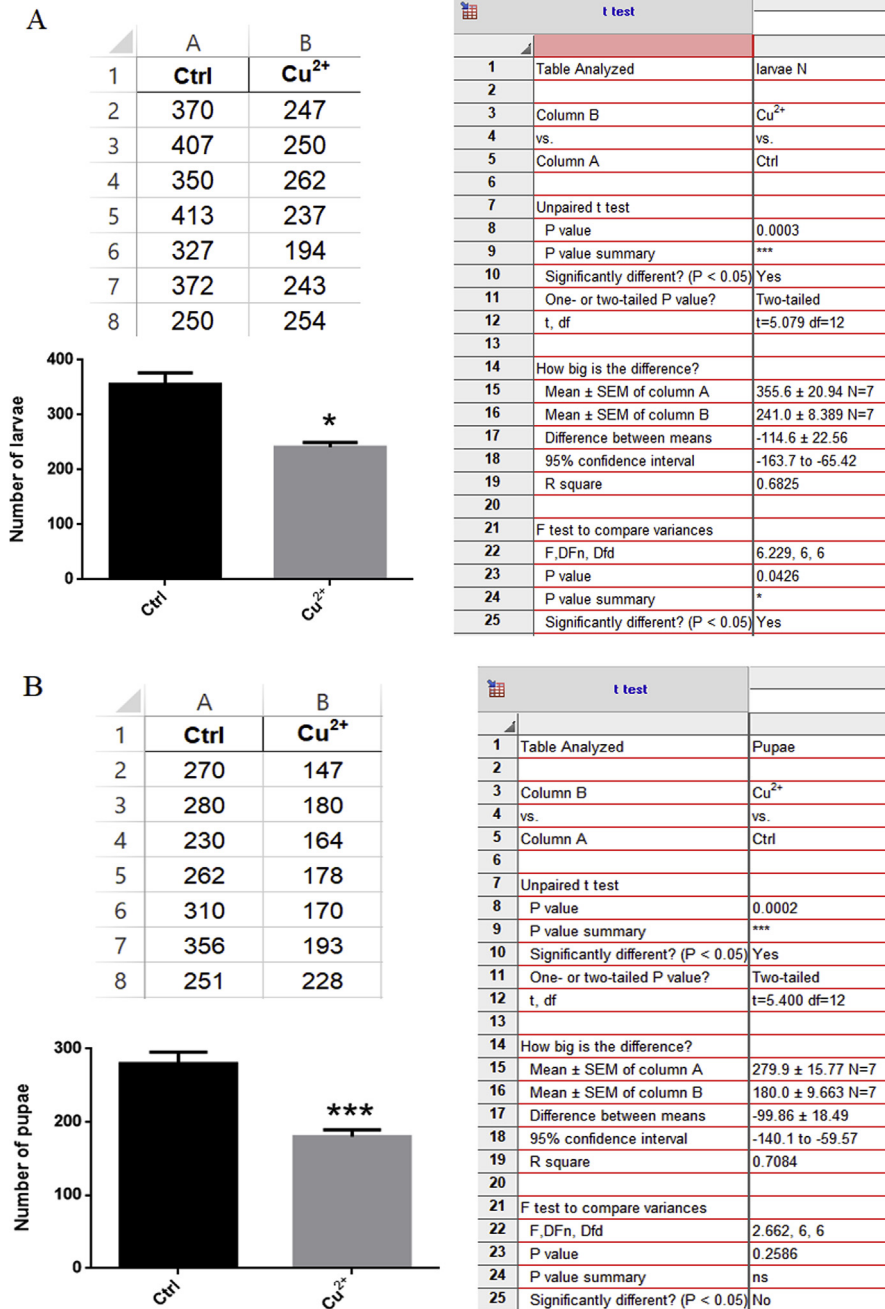 A
A B
1 Ctrl Cu²⁺
2 370 247
3 407 250
4 350 262
5 413 237
6 327 194
7 372 243
8 250 254
400
300
200
100
0
Number of larvae
*
Ctrl
Cu²⁺
t test
1 Table Analyzed larvae N
2
3 Column B Cu²⁺
4 vs. vs.
5 Column A Ctrl
6
7 Unpaired t test
8 P value 0.0003
9 P value summary ***
10 Significantly different? (P < 0.05) Yes
11 One- or two-tailed P value? Two-tailed
12 t, df t=5.079 df=12
13
14 How big is the difference?
15 Mean ± SEM of column A 355.6 ± 20.94 N=7
16 Mean ± SEM of column B 241.0 ± 8.389 N=7
17 Difference between means -114.6 ± 22.56
18 95% confidence interval -163.7 to -65.42
19 R square 0.6825
20
21 F test to compare variances
22 F,DFn, Dfd 6.229, 6, 6
23 P value 0.0426
24 P value summary *
25 Significantly different? (P < 0.05) Yes
B
A B
1 Ctrl Cu²⁺
2 270 147
3 280 180
4 230 164
5 262 178
6 310 170
7 356 193
8 251 228
300
200
100
0
Number of pupae
***
Ctrl
Cu²⁺
t test
1 Table Analyzed Pupae
2
3 Column B Cu²⁺
4 vs. vs.
5 Column A Ctrl
6
7 Unpaired t test
8 P value 0.0002
9 P value summary ***
10 Significantly different? (P < 0.05) Yes
11 One- or two-tailed P value? Two-tailed
12 t, df t=5.400 df=12
13
14 How big is the difference?
15 Mean ± SEM of column A 279.9 ± 15.77 N=7
16 Mean ± SEM of column B 180.0 ± 9.663 N=7
17 Difference between means -99.86 ± 18.49
18 95% confidence interval -140.1 to -59.57
19 R square 0.7084
20
21 F test to compare variances
22 F,DFn, Dfd 2.662, 6, 6
23 P value 0.2586
24 P value summary ns
25 Significantly different? (P < 0.05) No